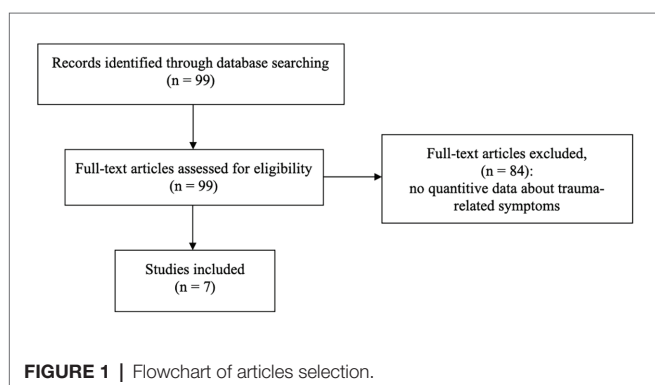 Records identified through database searching
(n = 99)
Full-text articles assessed for eligibility
(n = 99)
Full-text articles excluded,
(n = 84):
no quantitive data about trauma-
related symptoms
Studies included
(n = 7)
FIGURE 1 | Flowchart of articles selection.